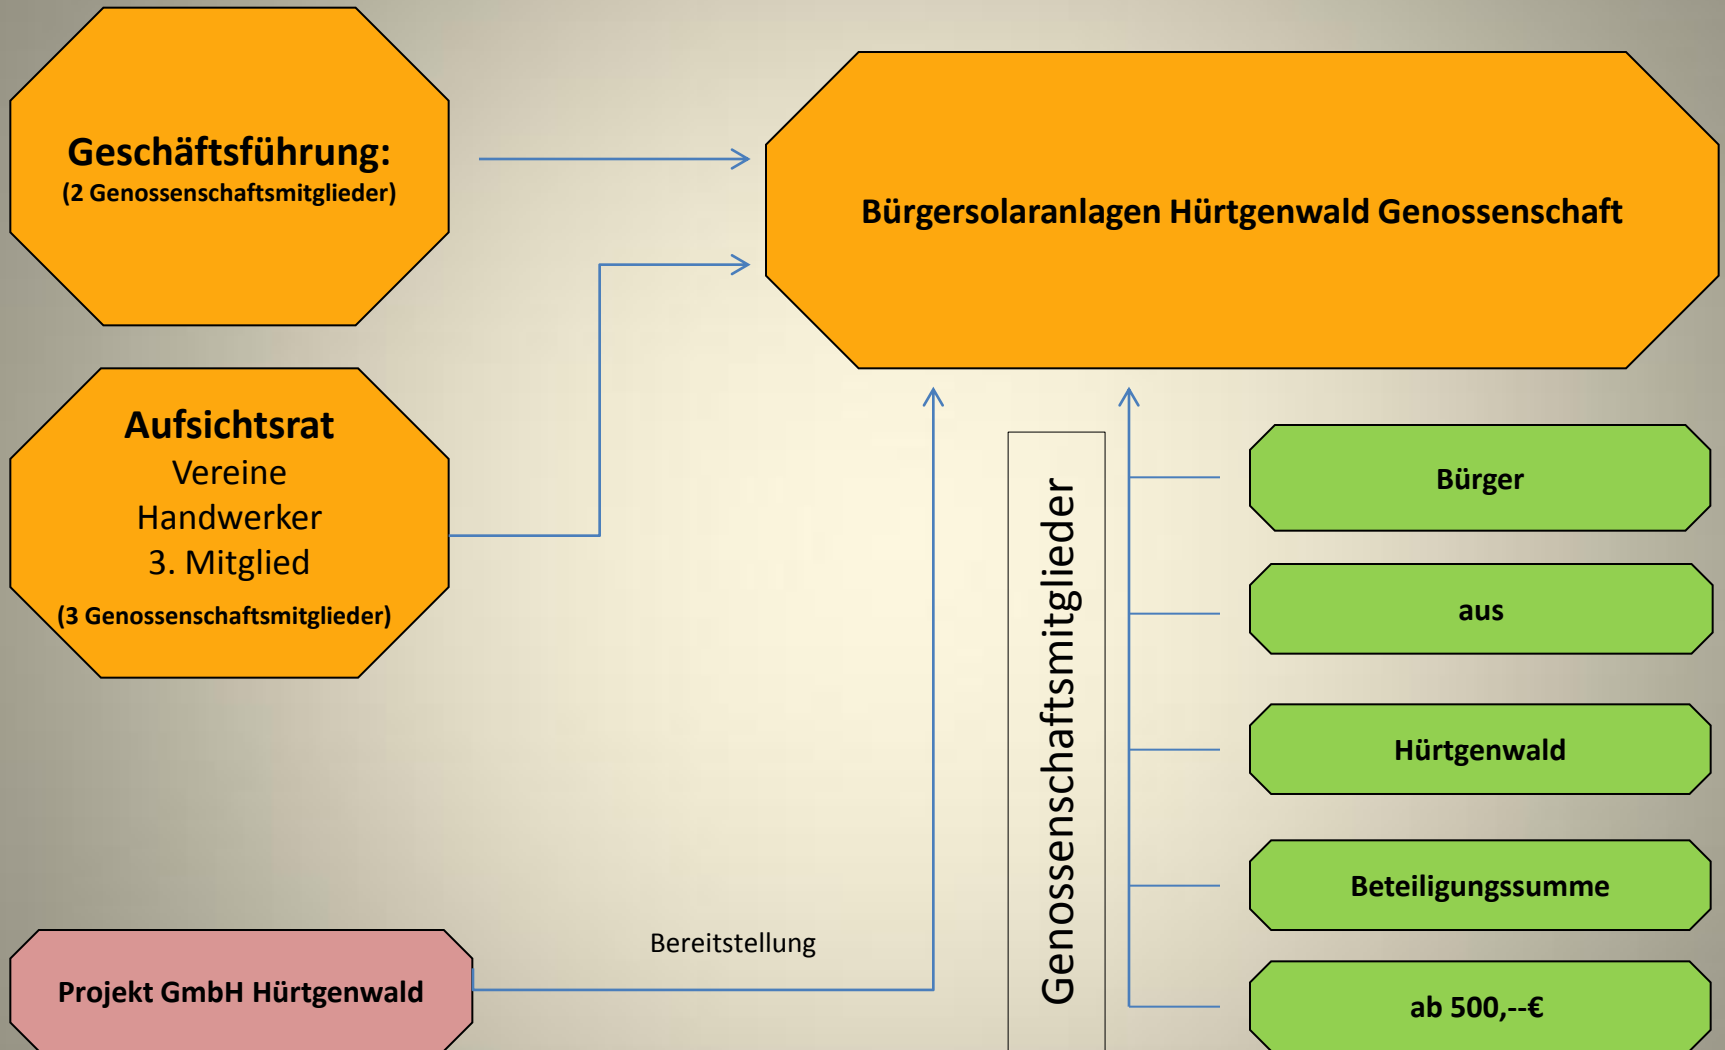 Geschäftsführung:
(2 Genossenschaftsmitglieder)
Bürgersolaranlagen Hürtgenwald Genossenschaft
Aufsichtsrat
Vereine
Handwerker
3. Mitglied
(3 Genossenschaftsmitglieder)
Genossenschaftsmitglieder
Bürger
aus
Hürtgenwald
Beteiligungssumme
ab 500,--€
Bereitstellung
Projekt GmbH Hürtgenwald